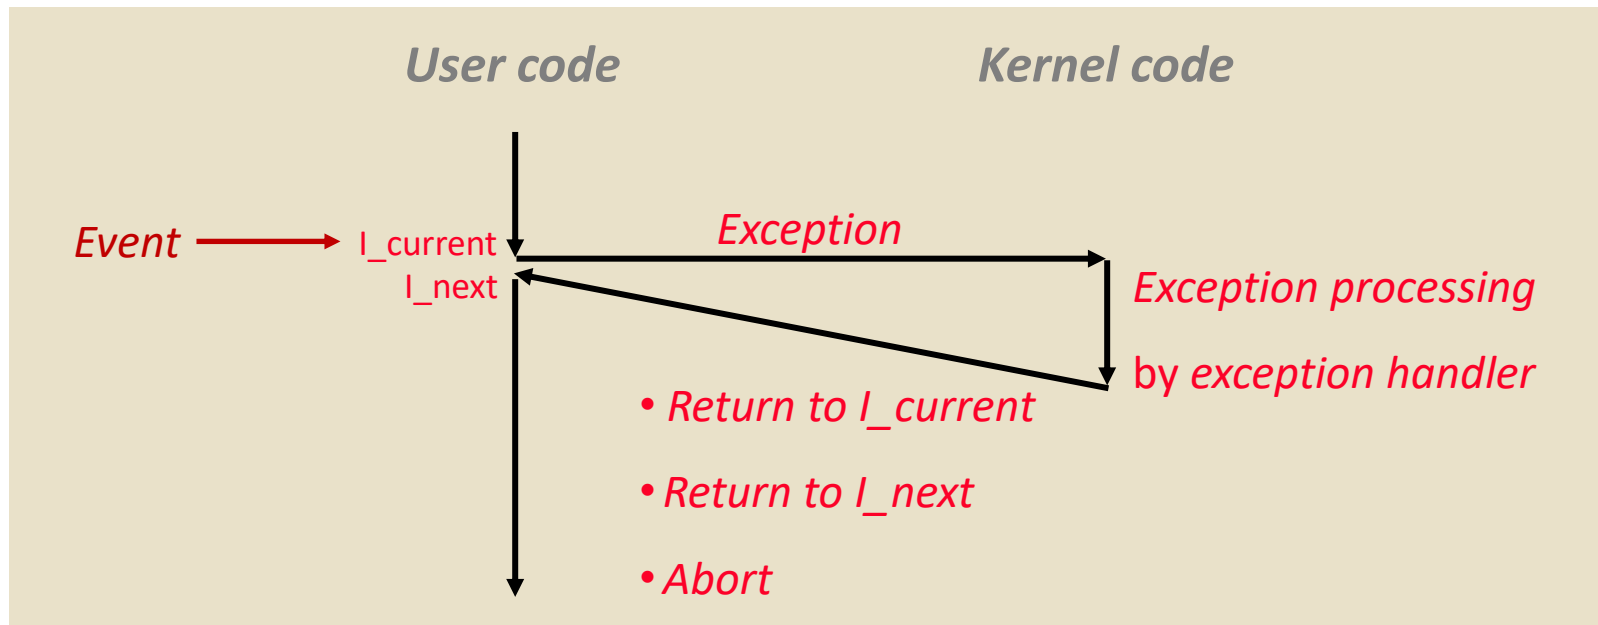 User code
Kernel code
Event
I_current
Exception
I_next
Exception processing
by exception handler
• Return to I_current
• Return to I_next
• Abort